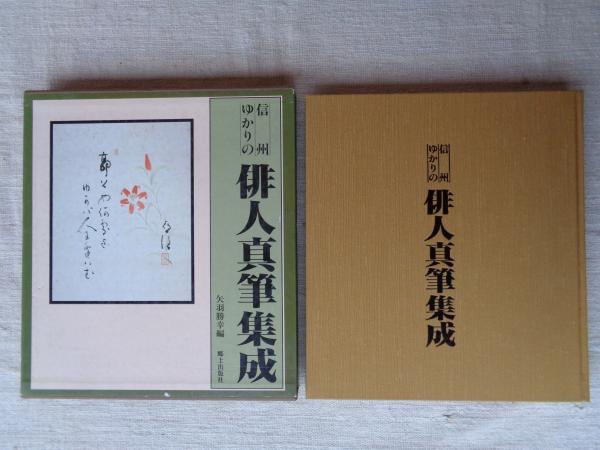 信州
ゆかりの
俳人真筆集成
矢羽勝幸編
郷土出版社
信州
ゆかりの
俳人真筆集成